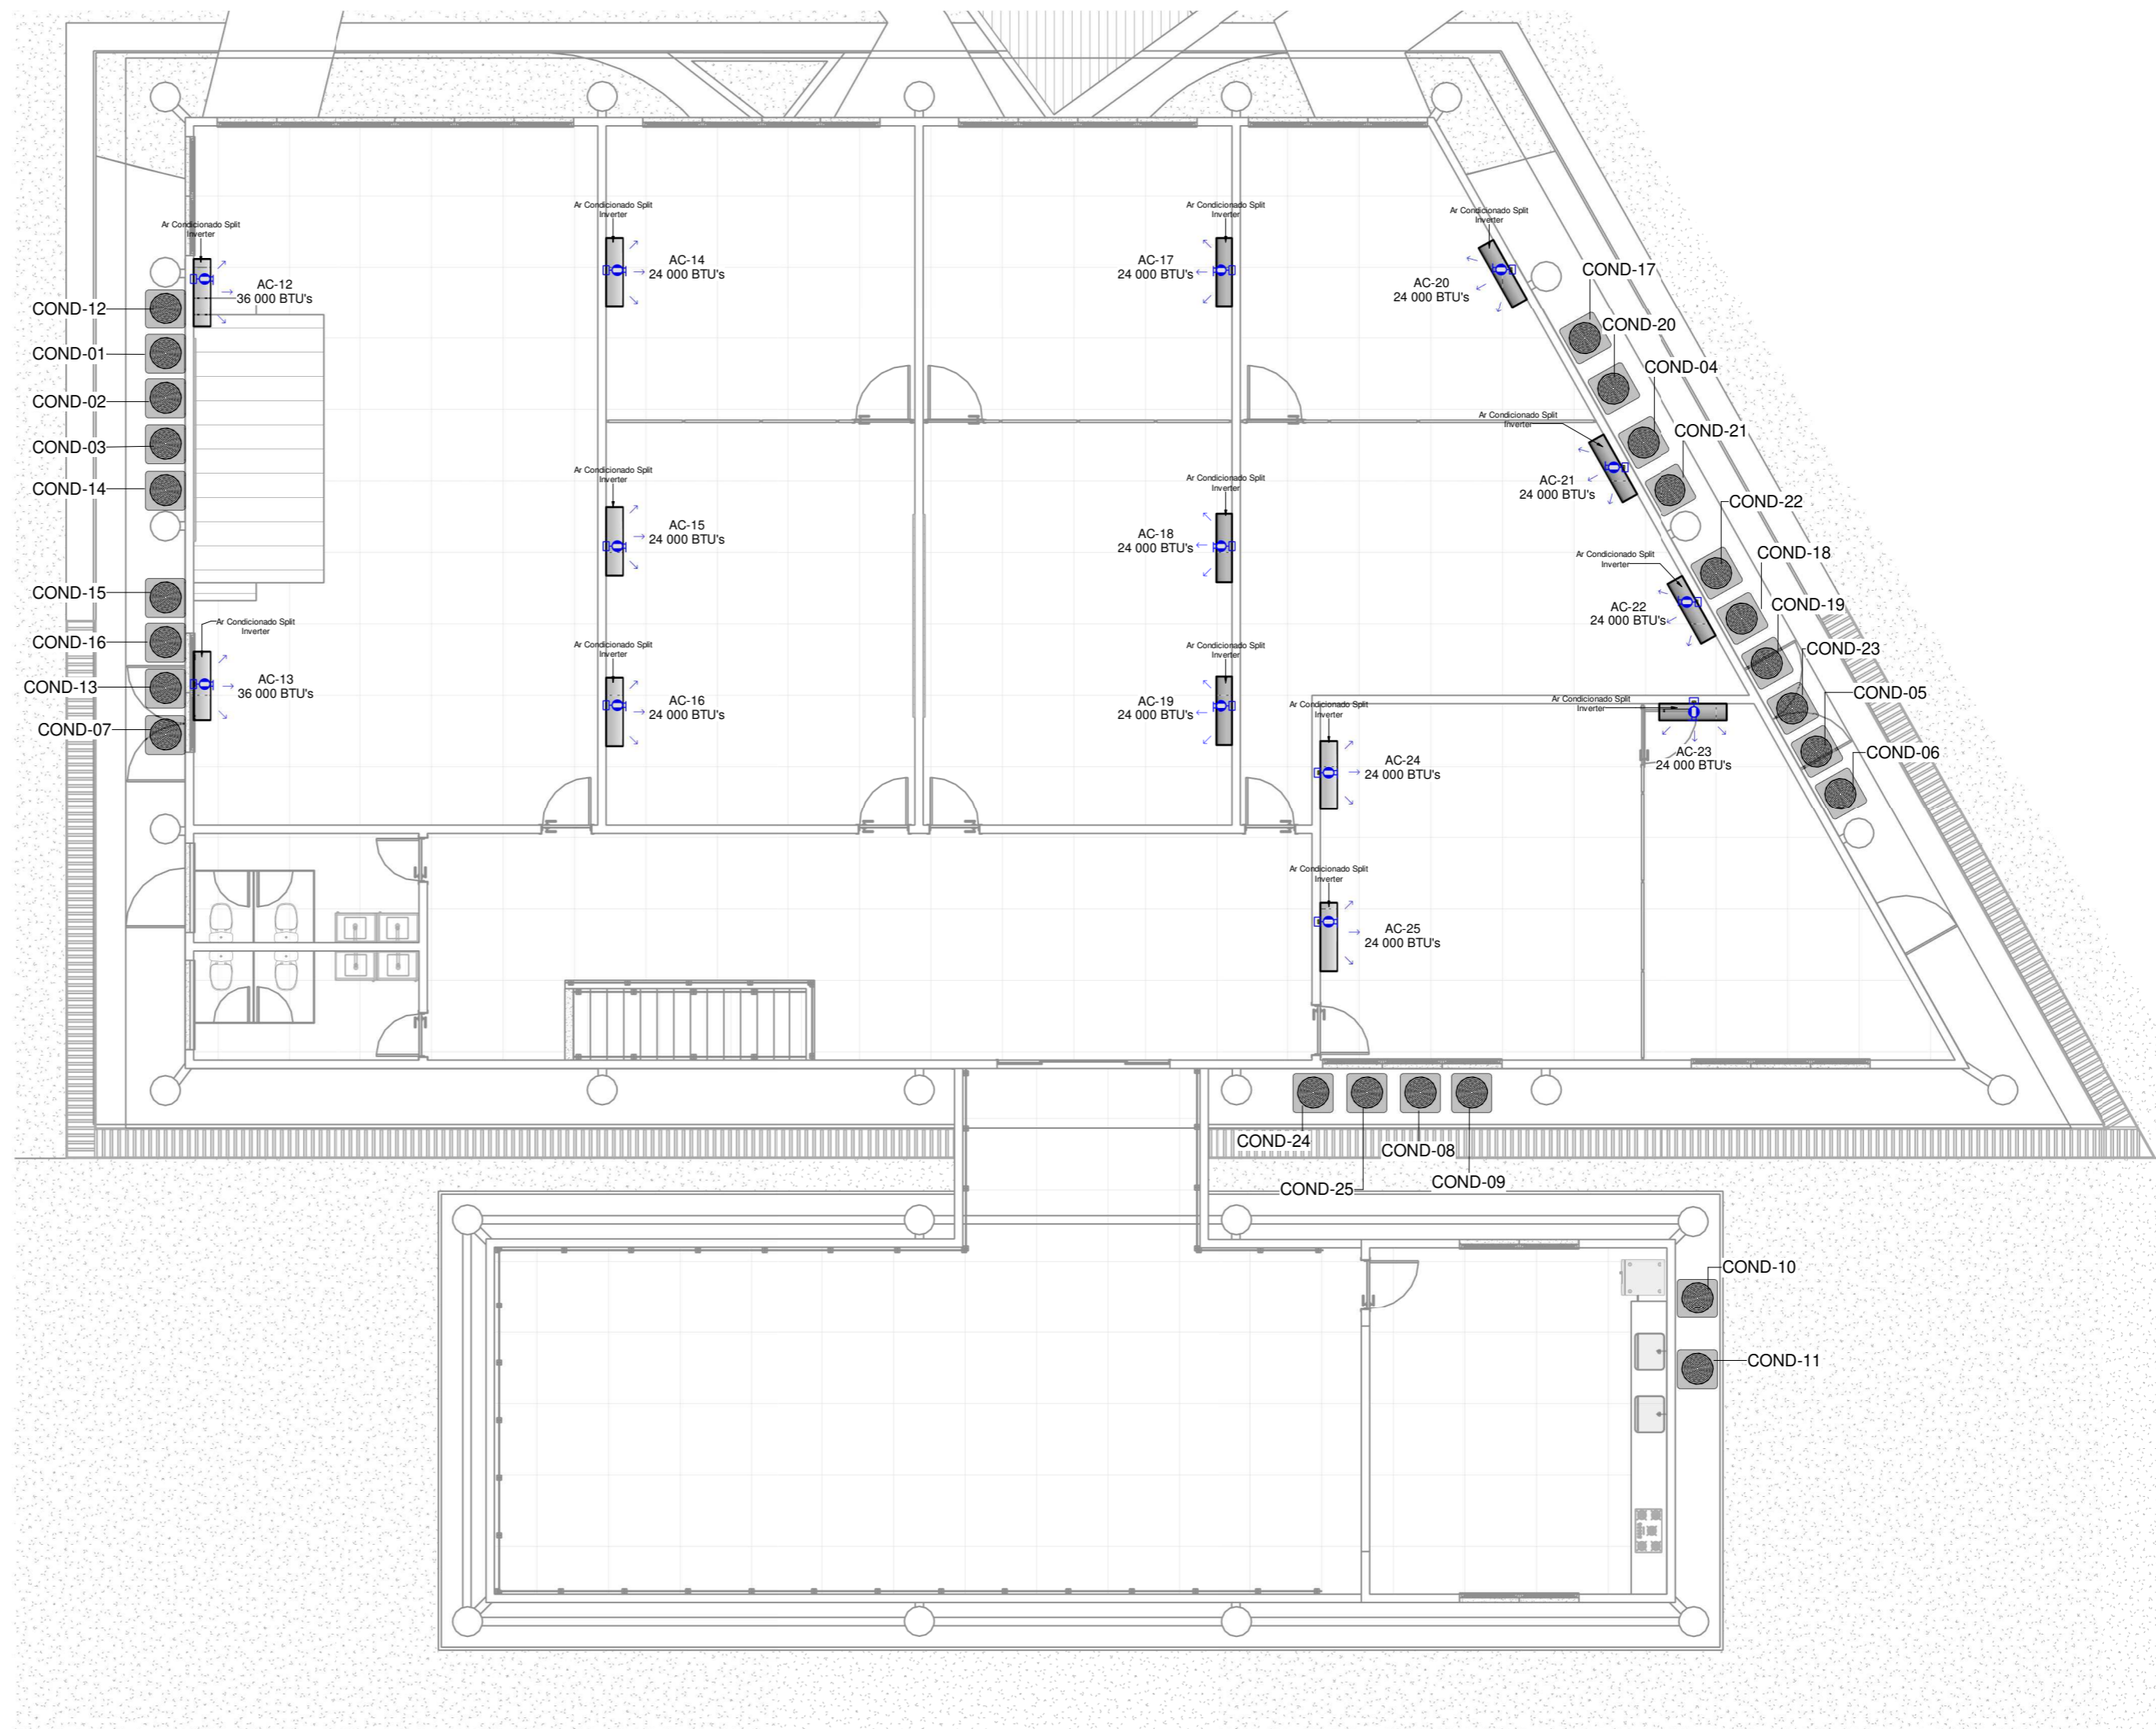 Ar Condicionado Split
Inverter
AC-12
36 000 BTU's
Ar Condicionado Split
Inverter
AC-14
24 000 BTU's
Ar Condicionado Split
Inverter
AC-17
24 000 BTU's
Ar Condicionado Split
Inverter
AC-20
24 000 BTU's
COND-17
COND-20
COND-04
COND-21
COND-22
COND-18
COND-19
COND-23
COND-05
COND-06
COND-12
COND-01
COND-02
COND-03
COND-14
COND-15
COND-16
COND-13
COND-07
Ar Condicionado Split
Inverter
AC-13
36 000 BTU's
Ar Condicionado Split
Inverter
AC-15
24 000 BTU's
Ar Condicionado Split
Inverter
AC-16
24 000 BTU's
Ar Condicionado Split
Inverter
AC-18
24 000 BTU's
Ar Condicionado Split
Inverter
AC-19
24 000 BTU's
Ar Condicionado Split
Inverter
AC-21
24 000 BTU's
Ar Condicionado Split
Inverter
AC-22
24 000 BTU's
Ar Condicionado Split
Inverter
AC-23
24 000 BTU's
Ar Condicionado Split
Inverter
AC-24
24 000 BTU's
Ar Condicionado Split
Inverter
AC-25
24 000 BTU's
COND-24
COND-08
COND-25
COND-09
COND-10
COND-11